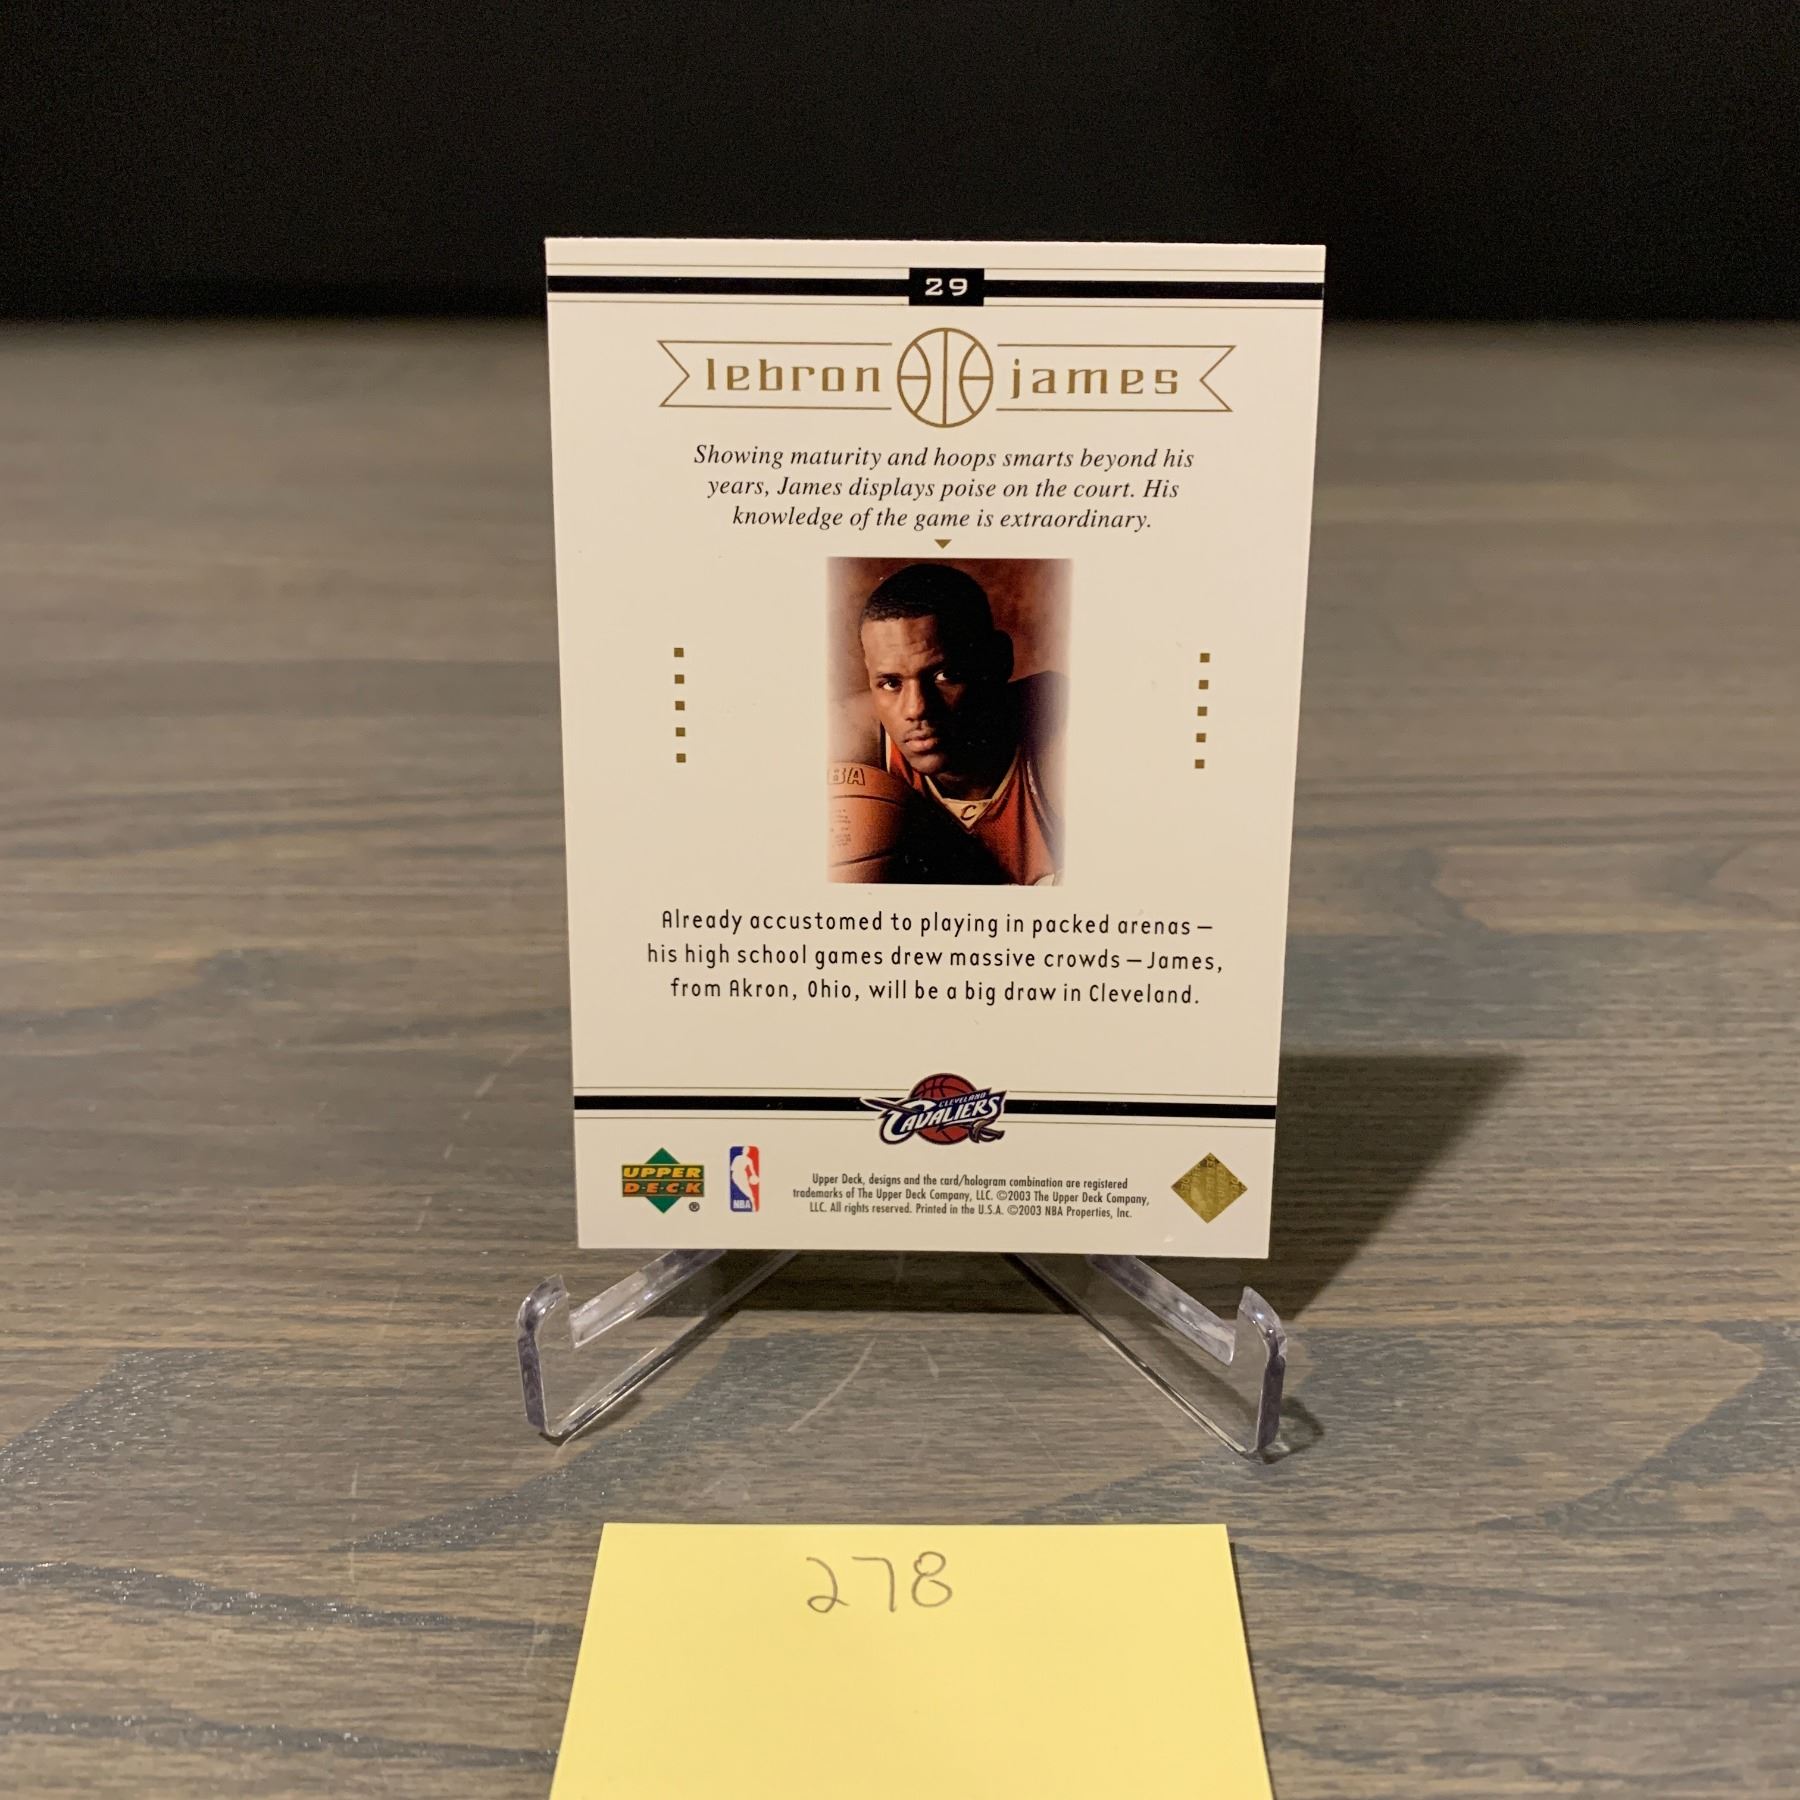 29
lebron james
Showing maturity and hoops smarts beyond his
years, James displays poise on the court. His
knowledge of the game is extraordinary.
BA
C
Already accustomed to playing in packed arenas —
his high school games drew massive crowds — James,
from Akron, Ohio, will be a big draw in Cleveland.
CLEVELAND
CAVALIERS
UPPER
D·E·C·K
®
NBA
Upper Deck, designs and the card/hologram combination are registered
trademarks of The Upper Deck Company, LLC. ©2003 The Upper Deck Company,
LLC. All rights reserved. Printed in the U.S.A. ©2003 NBA Properties, Inc.
278